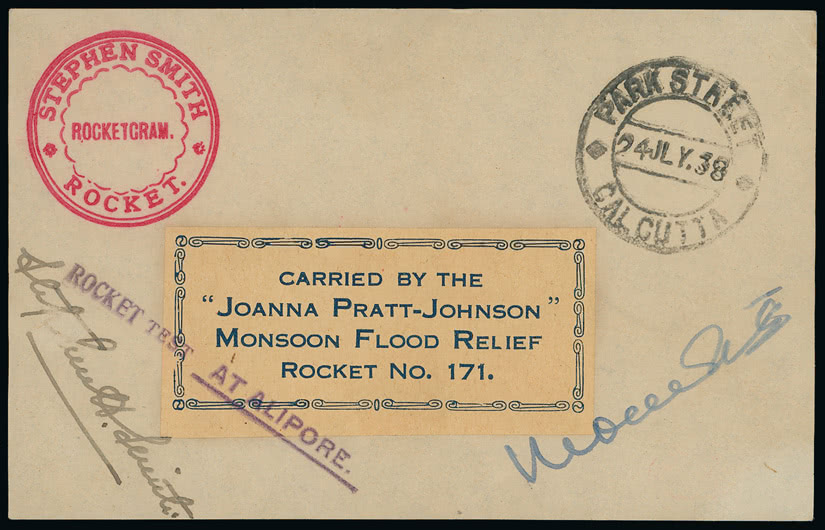 STEPHEN SMITH
ROCKETGRAM.
ROCKET.
PARK STREET
24 JLY. 38
CALCUTTA
CARRIED BY THE
"JOANNA PRATT-JOHNSON"
MONSOON FLOOD RELIEF
ROCKET NO. 171.
ROCKET TEST AT ALIPORE.